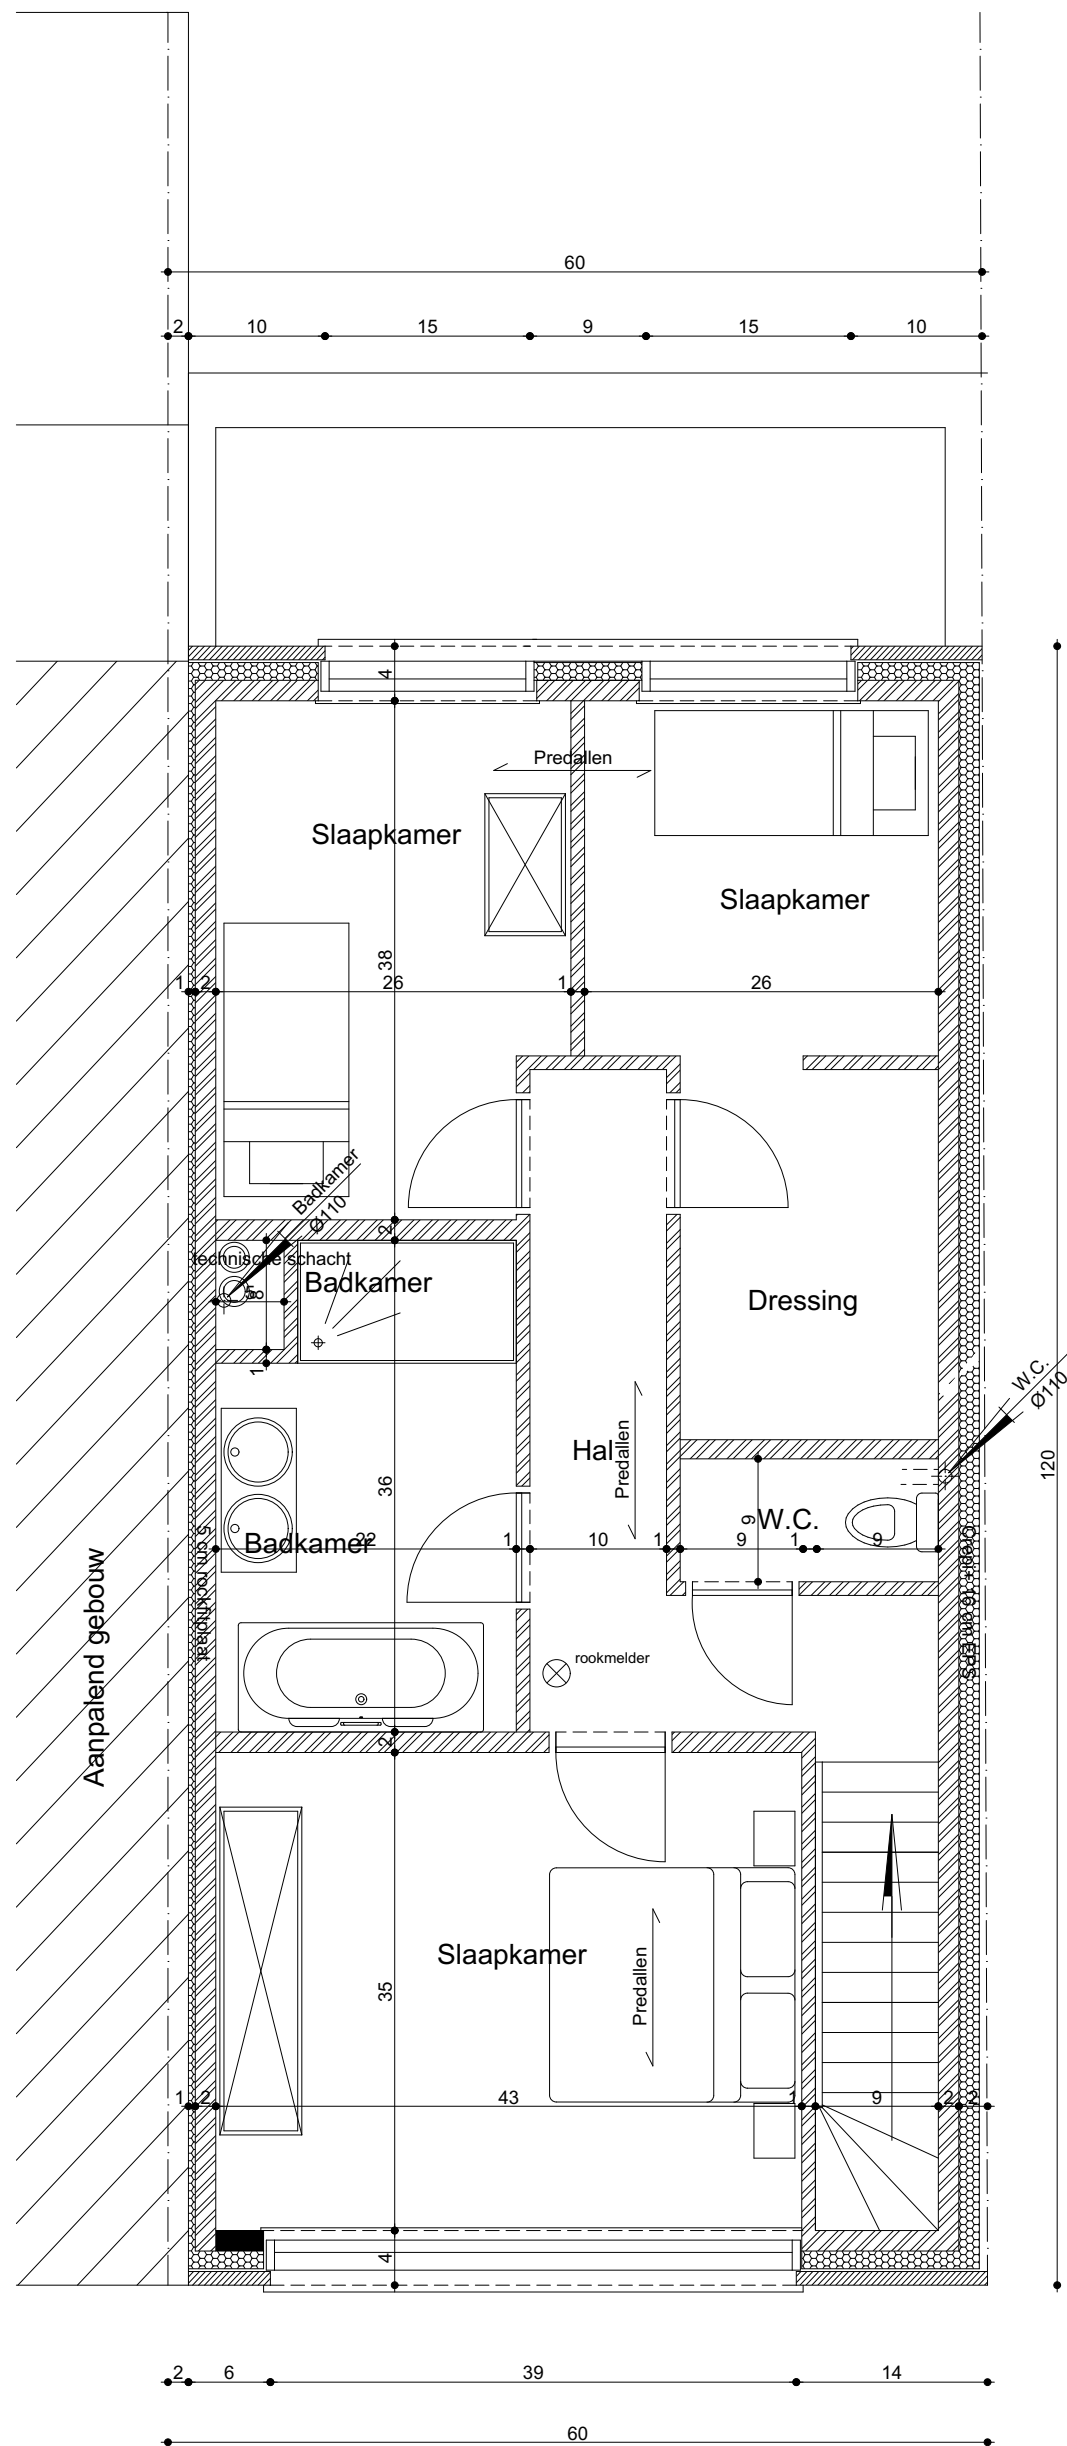 60
2 10 15 9 15 10
4
Predallen
Slaapkamer
Slaapkamer
38
1 2 26 1 26
Badkamer
Ø110
2
technische schacht
Badkamer
8
1
Dressing
W.C.
Ø110
Hal
Predallen
120
36
W.C.
9
Badkamer
22 1 10 1 9 1 9
5 cm rockfitplaat
Aanpalend gebouw
rookmelder
2
Slaapkamer
Predallen
35
1 2 43 1 9 2 2
4
2 6 39 14
60